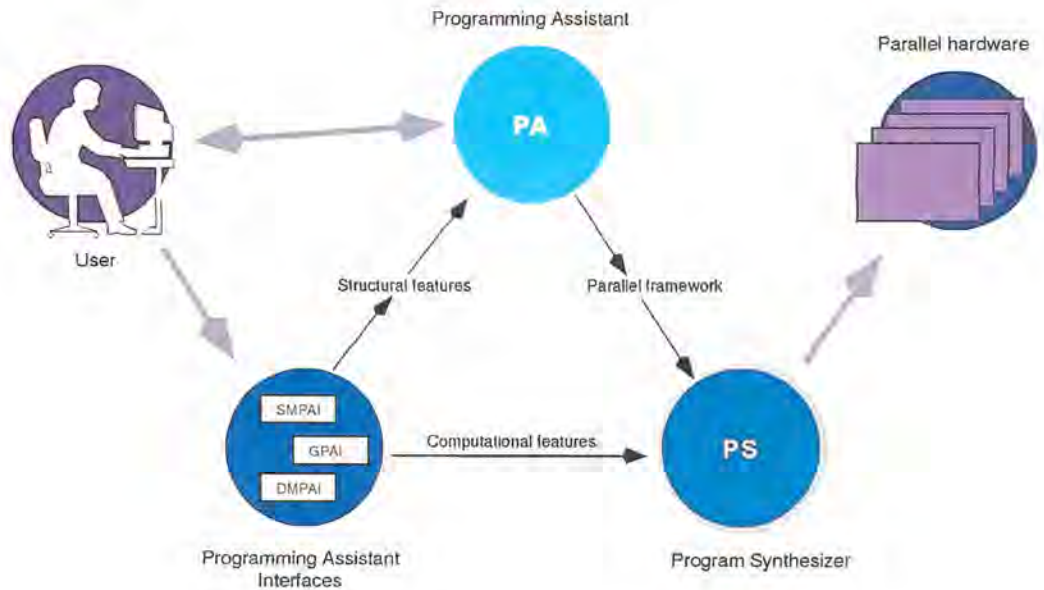 Programming Assistant
Parallel hardware
PA
User
Structural features
Parallel framework
SMPAI
GPAI
DMPAI
Computational features
PS
Programming Assistant
Interfaces
Program Synthesizer